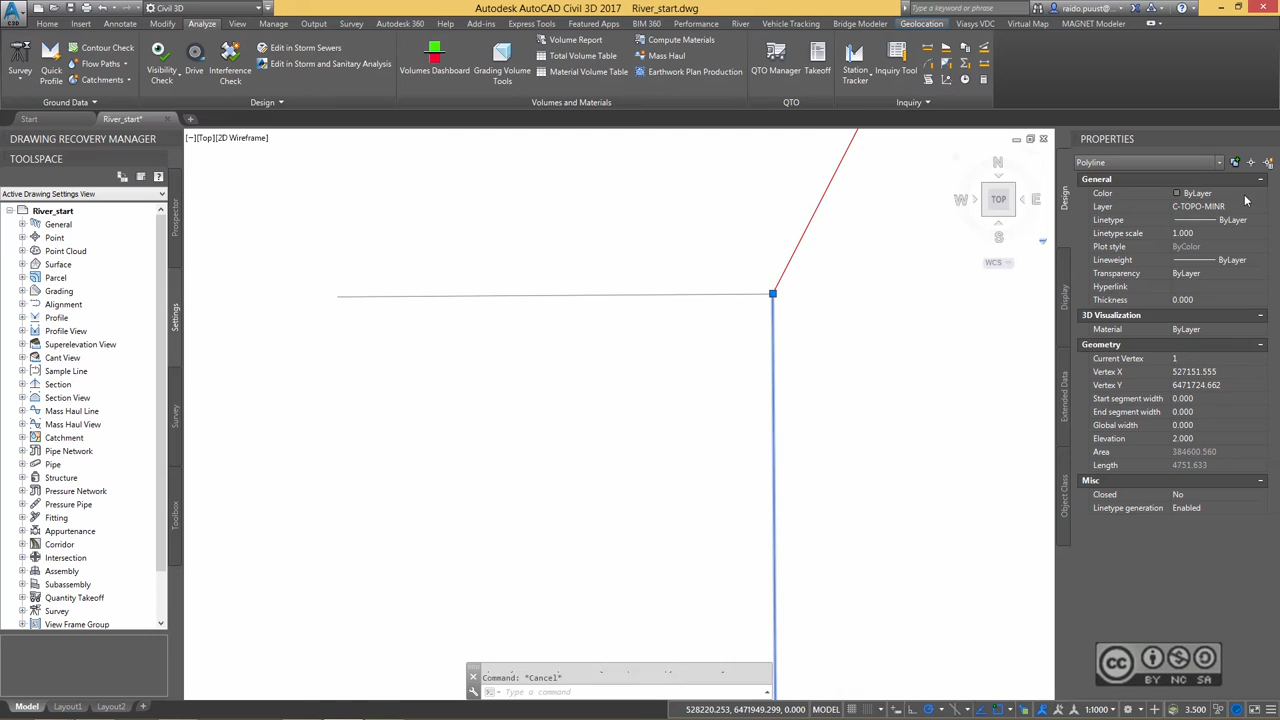 Autodesk AutoCAD Civil 3D 2017 River_start.dwg
Civil 3D
Type a keyword or phrase
raido.puust@...
Home Insert Annotate Modify Analyze View Manage Output Survey Autodesk 360 Help Add-ins Express Tools Featured Apps BIM 360 Performance River Vehicle Tracking Bridge Modeler Geolocation Viasys VDC Virtual Map MAGNET Modeler
Survey
Quick Profile
Contour Check
Flow Paths
Catchments
Ground Data
Visibility Check
Drive
Interference Check
Edit in Storm Sewers
Edit in Storm and Sanitary Analysis
Design
Volumes Dashboard
Grading Volume Tools
Volume Report
Total Volume Table
Material Volume Table
Compute Materials
Mass Haul
Earthwork Plan Production
Volumes and Materials
QTO Manager
Takeoff
QTO
Station Tracker
Inquiry Tool
Inquiry
Start
River_start*
DRAWING RECOVERY MANAGER
TOOLSPACE
Active Drawing Settings View
River_start
General
Point
Point Cloud
Surface
Parcel
Grading
Alignment
Profile
Profile View
Superelevation View
Cant View
Sample Line
Section
Section View
Mass Haul Line
Mass Haul View
Catchment
Pipe Network
Pipe
Structure
Pressure Network
Pressure Pipe
Fitting
Appurtenance
Corridor
Intersection
Assembly
Subassembly
Quantity Takeoff
Survey
View Frame Group
Prospector
Settings
Survey
Toolbox
[−][Top][2D Wireframe]
N
W
TOP
E
S
WCS
Command: *Cancel*
Type a command
PROPERTIES
Design
Display
Extended Data
Object Class
Polyline
General
Color ByLayer
Layer C-TOPO-MINR
Linetype ByLayer
Linetype scale 1.000
Plot style ByColor
Lineweight ByLayer
Transparency ByLayer
Hyperlink
Thickness 0.000
3D Visualization
Material ByLayer
Geometry
Current Vertex 1
Vertex X 527151.555
Vertex Y 6471724.662
Start segment width 0.000
End segment width 0.000
Global width 0.000
Elevation 2.000
Area 384600.560
Length 4751.633
Misc
Closed No
Linetype generation Enabled
cc
BY NC SA
Model Layout1 Layout2
528220.253, 6471949.299, 0.000 MODEL 1:1000 3.500